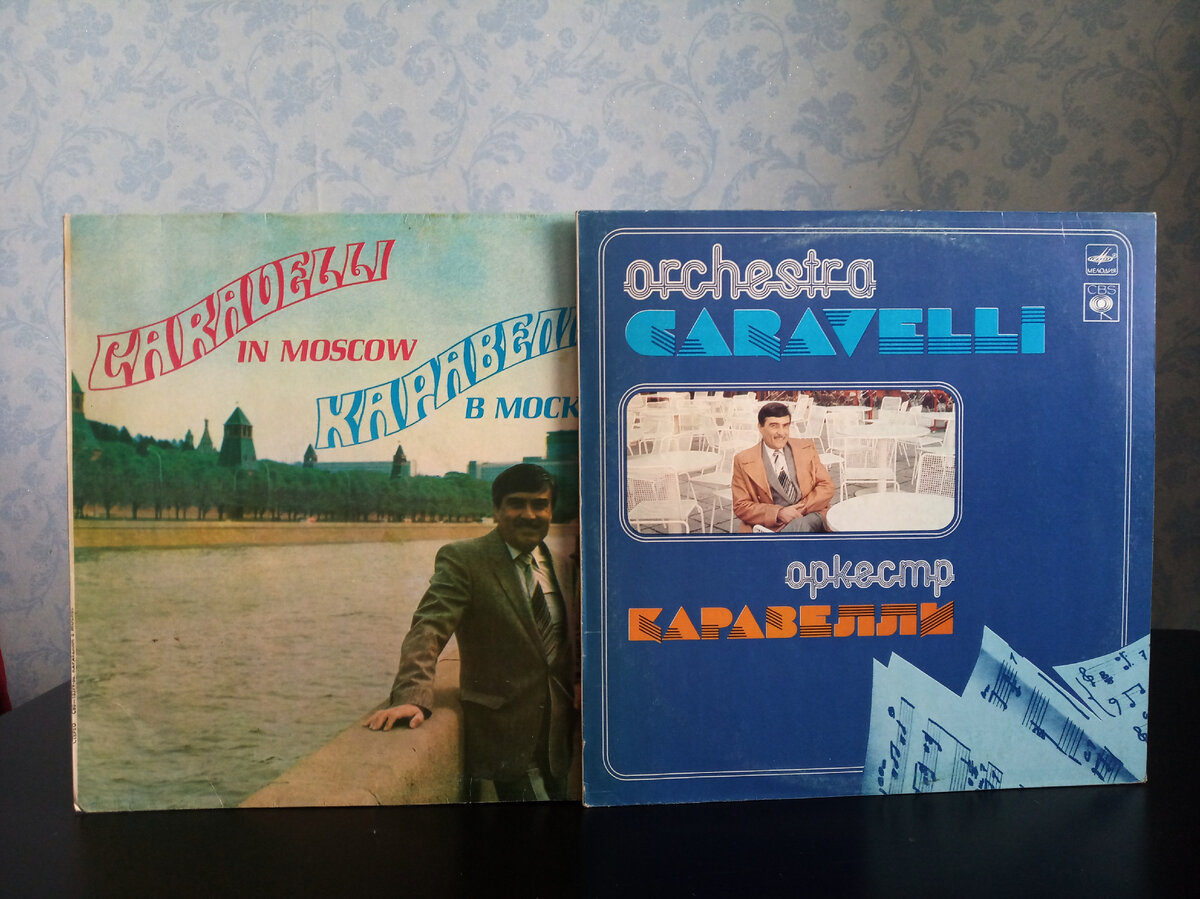 CARAVELLI
IN MOSCOW
КАРАВЕЛ
В МОСК
orchestra
CARAVELLI
МЕЛОДИЯ
CBS
оркестр
КАРАВЕЛЛИ